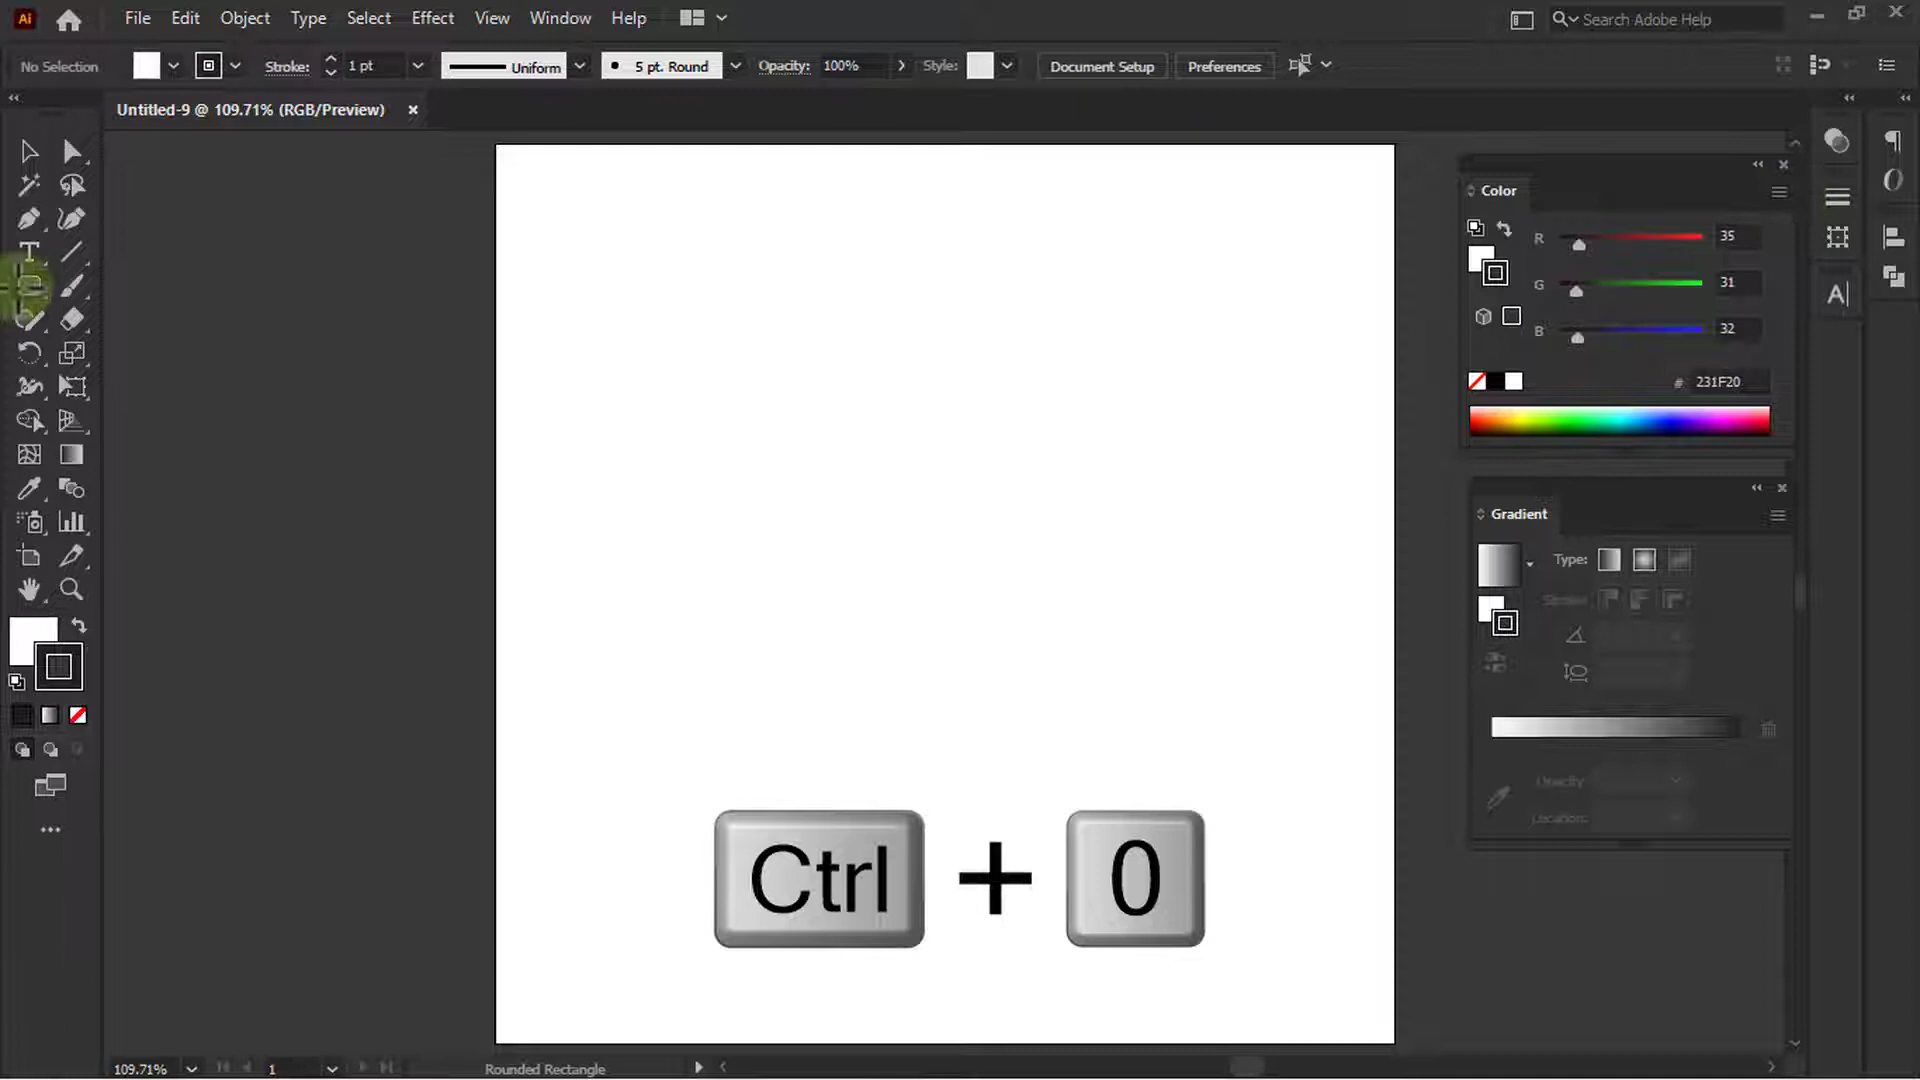 Ai File Edit Object Type Select Effect View Window Help Search Adobe Help
No Selection Stroke: 1 pt Uniform 5 pt. Round Opacity: 100% Style: Document Setup Preferences
Untitled-9 @ 109.71% (RGB/Preview)
Color
R 35
G 31
B 32
# 231F20
Gradient
Type:
Stroke:
Opacity:
Location:
Ctrl + 0
109.71% 1 Rounded Rectangle